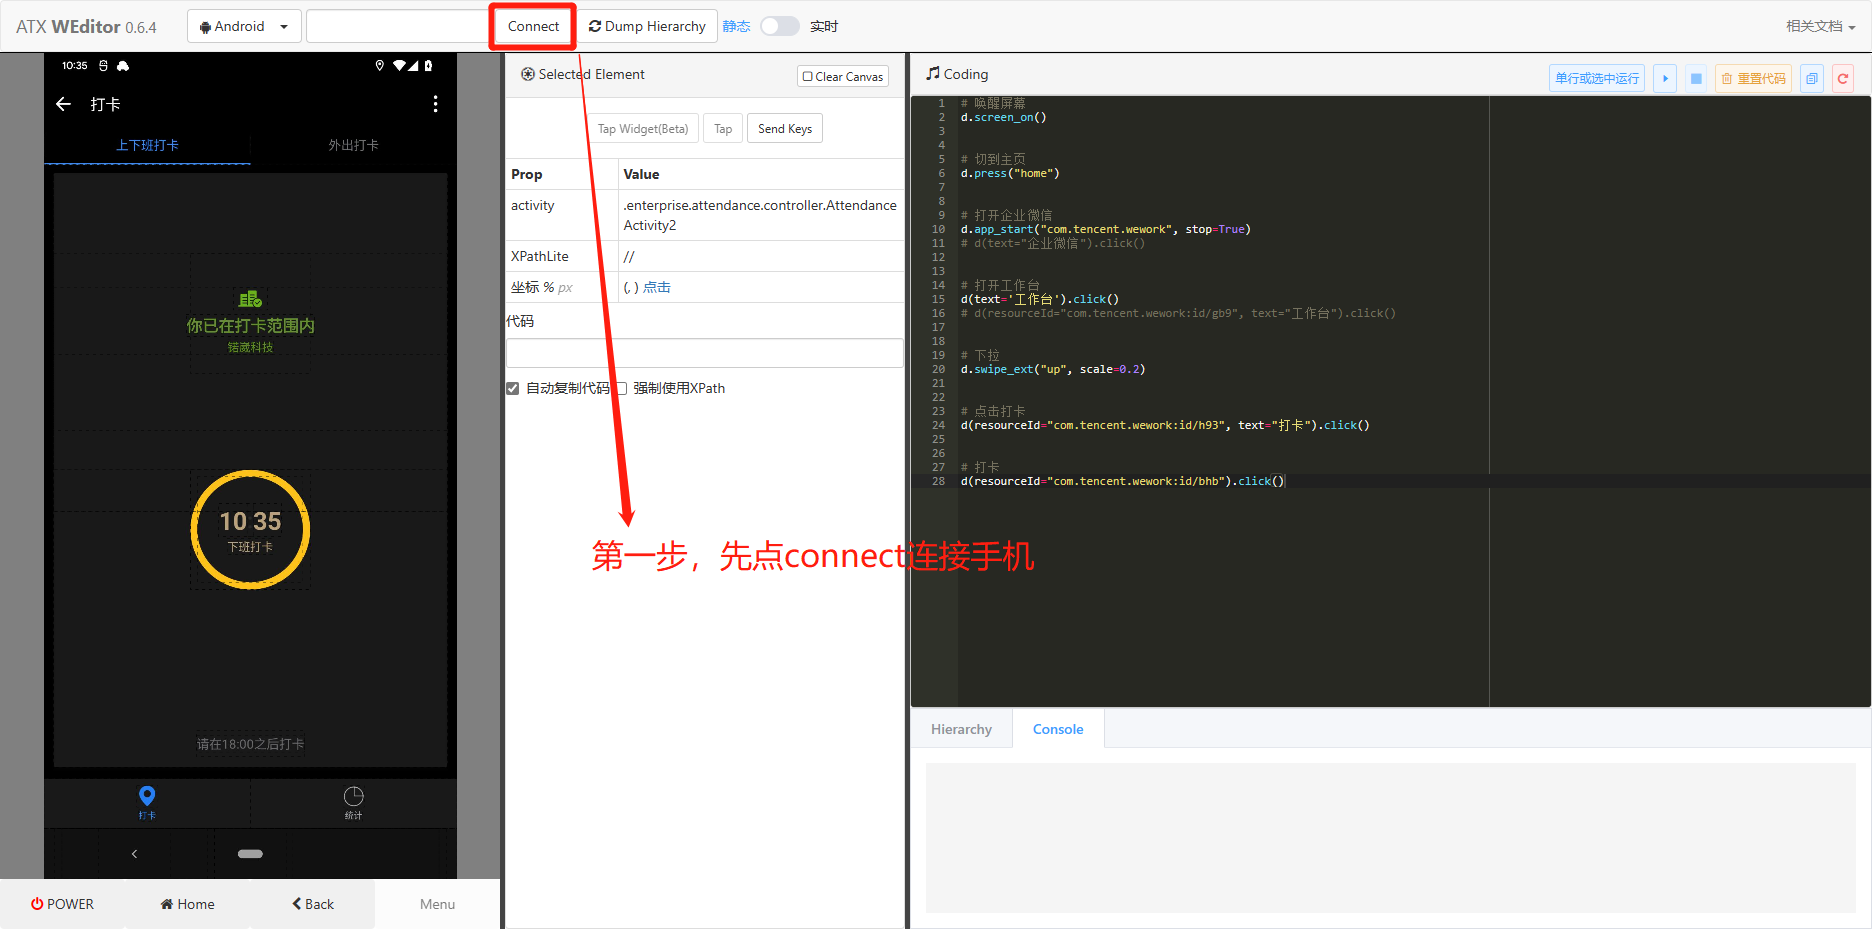 ATX WEditor 0.6.4
Android
Connect
Dump Hierarchy
静态
实时
相关文档
10:35
打卡
上下班打卡
外出打卡
你已在打卡范围内
锘崴科技
10 35
下班打卡
请在18:00之后打卡
打卡
统计
POWER
Home
Back
Menu
Selected Element
Clear Canvas
Tap Widget(Beta)
Tap
Send Keys
Prop Value
activity .enterprise.attendance.controller.Attendance
Activity2
XPathLite //
坐标 % px (, ) 点击
代码
自动复制代码 强制使用XPath
第一步，先点connect连接手机
Coding
单行或选中运行
重置代码
1 # 唤醒屏幕
2 d.screen_on()
3
4
5 # 切到主页
6 d.press("home")
7
8
9 # 打开企业微信
10 d.app_start("com.tencent.wework", stop=True)
11 # d(text="企业微信").click()
12
13
14 # 打开工作台
15 d(text='工作台').click()
16 # d(resourceId="com.tencent.wework:id/gb9", text="工作台").click()
17
18
19 # 下拉
20 d.swipe_ext("up", scale=0.2)
21
22
23 # 点击打卡
24 d(resourceId="com.tencent.wework:id/h93", text="打卡").click()
25
26
27 # 打卡
28 d(resourceId="com.tencent.wework:id/bhb").click()
Hierarchy
Console